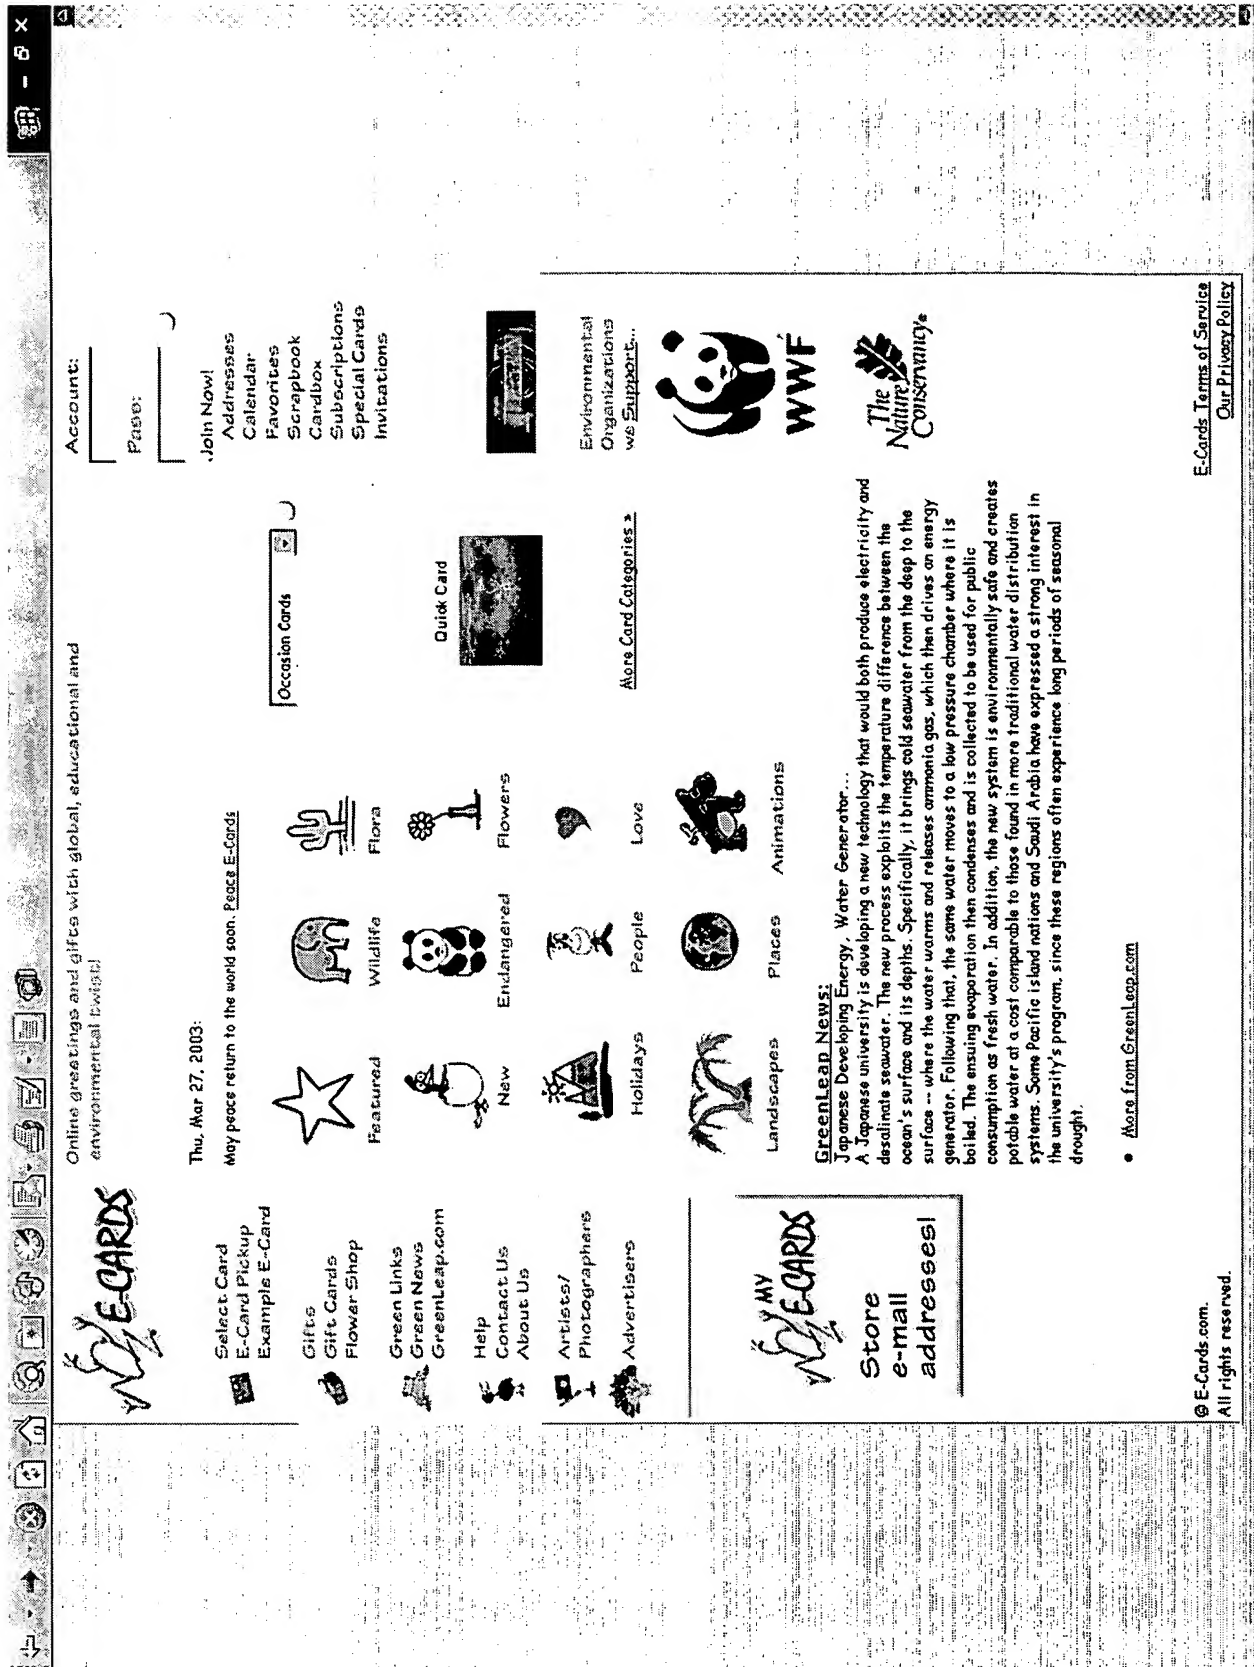 E-CARDS
Online greetings and gifts with global, educational and
environmental twist!
Account:
Pass:
Join Now!
Addresses
Calendar
Favorites
Scrapbook
Cardbox
Subscriptions
Special Cards
Invitations
Select Card
E-Card Pickup
Example E-Card
Gifts
Gift Cards
Flower Shop
Green Links
Green News
GreenLeap.com
Help
Contact Us
About Us
Artists/
Photographers
Advertisers
MY
E-CARDS
Store
e-mail
addresses!
Thu, Mar 27, 2003:
May peace return to the world soon. Peace E-Cards
Featured
Wildlife
Flora
New
Endangered
Flowers
Holidays
People
Love
Landscapes
Places
Animations
Occasion Cards
Quick Card
More Card Categories »
Environmental
Organizations
we Support...
WWF
The
Nature
Conservancy®
GreenLeap News:
Japanese Developing Energy, Water Generator...
A Japanese university is developing a new technology that would both produce electricity and
desalinate seawater. The new process exploits the temperature difference between the
ocean's surface and its depths. Specifically, it brings cold seawater from the deep to the
surface -- where the water warms and releases ammonia gas, which then drives an energy
generator. Following that, the same water moves to a low pressure chamber where it is
boiled. The ensuing evaporation then condenses and is collected to be used for public
consumption as fresh water. In addition, the new system is environmentally safe and creates
potable water at a cost comparable to those found in more traditional water distribution
systems. Some Pacific island nations and Saudi Arabia have expressed a strong interest in
the university's program, since these regions often experience long periods of seasonal
drought.
• More from GreenLeap.com
© E-Cards.com.
All rights reserved.
E-Cards Terms of Service
Our Privacy Policy